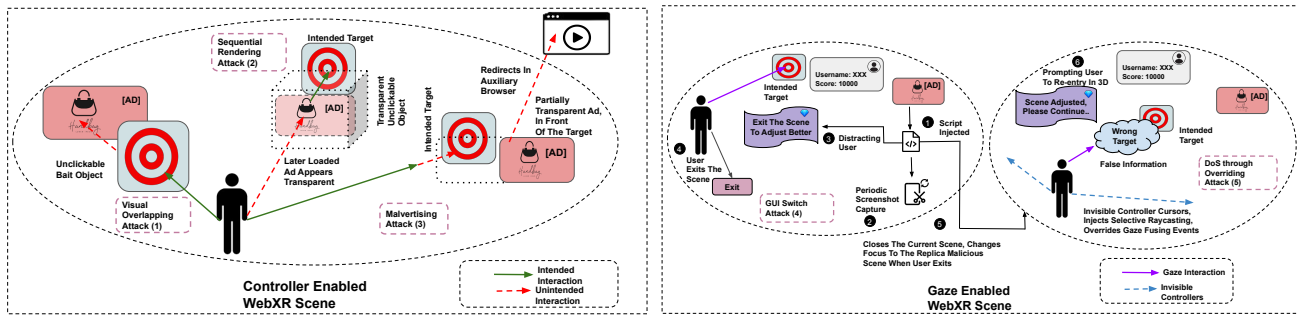 Sequential
Rendering
Attack (2)
Intended Target
[AD]
Handbag
Unclickable
Bait Object
Visual
Overlapping
Attack (1)
[AD]
Transparent
Unclickable
Object
Later Loaded
Ad Appears
Transparent
Intended Target
Malvertising
Attack (3)
Redirects In
Auxiliary
Browser
Partially
Transparent Ad,
In Front
Of The Target
[AD]
Handbag
Controller Enabled
WebXR Scene
Intended
Interaction
Unintended
Interaction
Intended
Target
Username: XXX
Score: 10000
[AD]
Exit The Scene
To Adjust Better
1
Script
Injected
3
Distracting
User
4
User
Exits The
Scene
Exit
GUI Switch
Attack (4)
Periodic
Screenshot
Capture
2
5
Closes The Current Scene, Changes
Focus To The Replica Malicious
Scene When User Exits
6
Prompting User
To Re-entry In 3D
Username: XXX
Score: 10000
[AD]
Scene Adjusted,
Please Continue..
Wrong
Target
Intended
Target
False Information
DoS through
Overriding
Attack (5)
Invisible Controller Cursors,
Injects Selective Raycasting,
Overrides Gaze Fusing Events
Gaze Enabled
WebXR Scene
Gaze Interaction
Invisible
Controllers